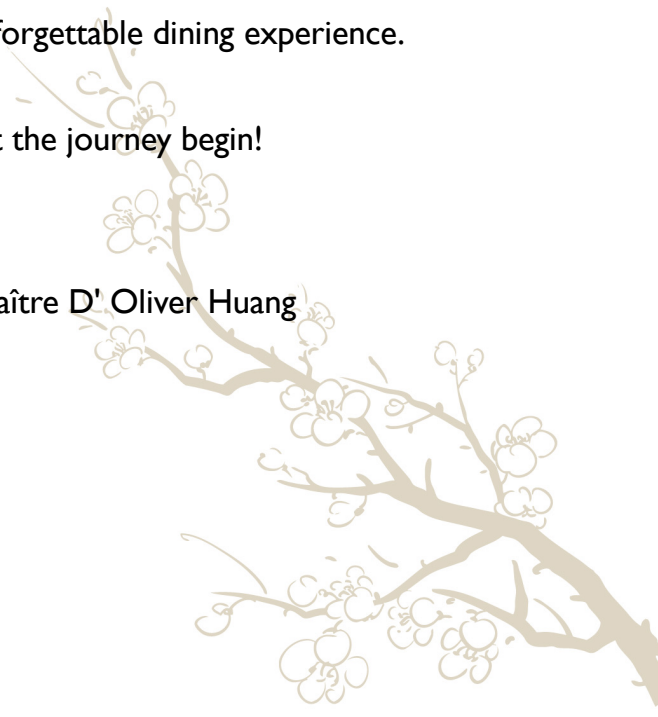 forgettable dining experience.
the journey begin!
aître D' Oliver Huang